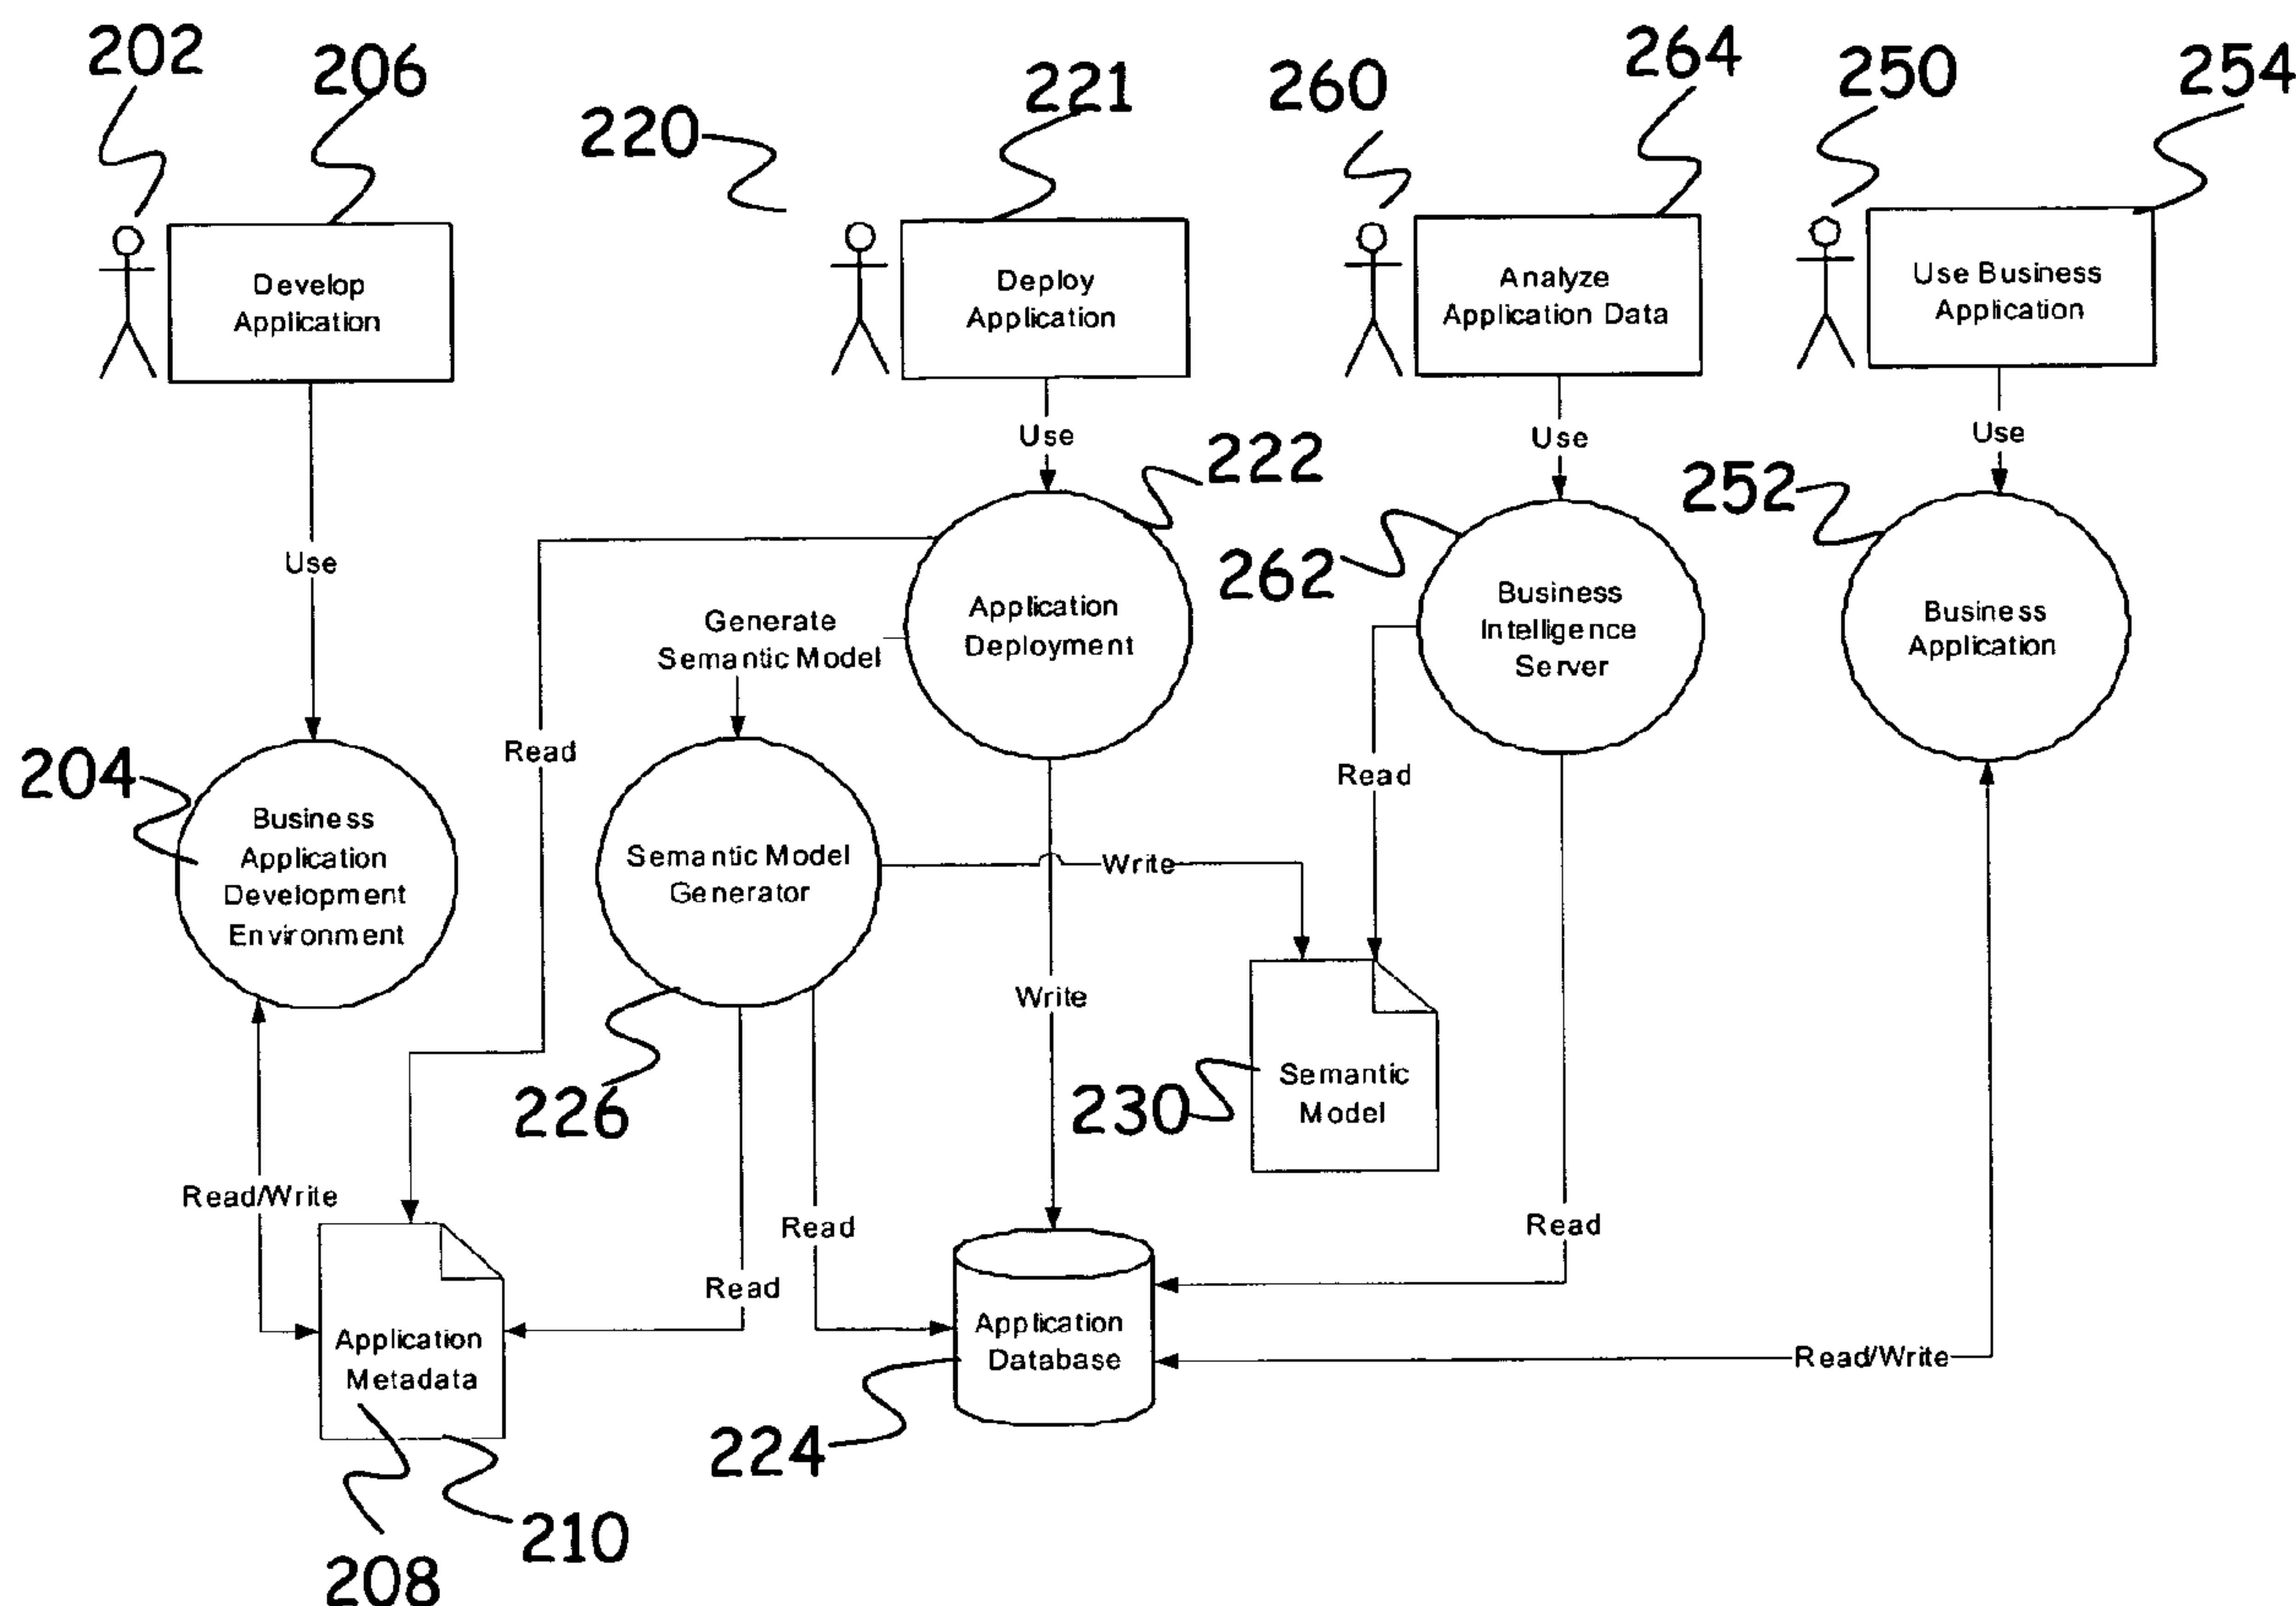 202
206
220
221
260
264
250
254
Develop
Application
Deploy
Application
Analyze
Application Data
Use Business
Application
Use
Use
Use
Use
222
262
252
Generate
Semantic Model
Application
Deployment
Business
Intelligence
Server
Business
Application
Read
Read
204
Business
Application
Development
Environment
Semantic Model
Generator
Write
Write
226
230
Semantic
Model
Read/Write
Read
Read
Read
Application
Metadata
Application
Database
Read/Write
224
210
208